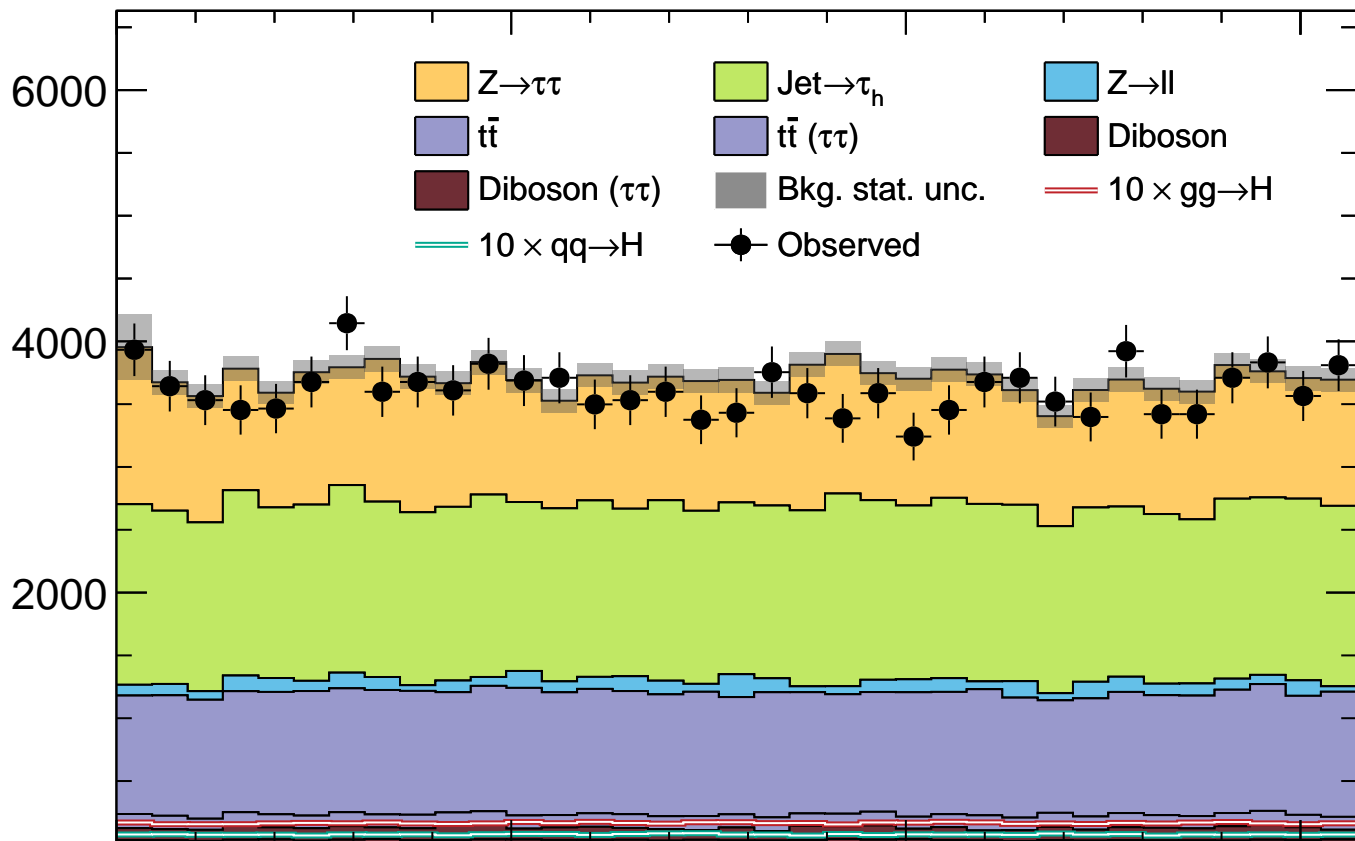 6000
4000
2000
Z→ττ Jet→τh Z→ll
tt̄ tt̄ (ττ) Diboson
Diboson (ττ) Bkg. stat. unc. 10 × gg→H
10 × qq→H Observed